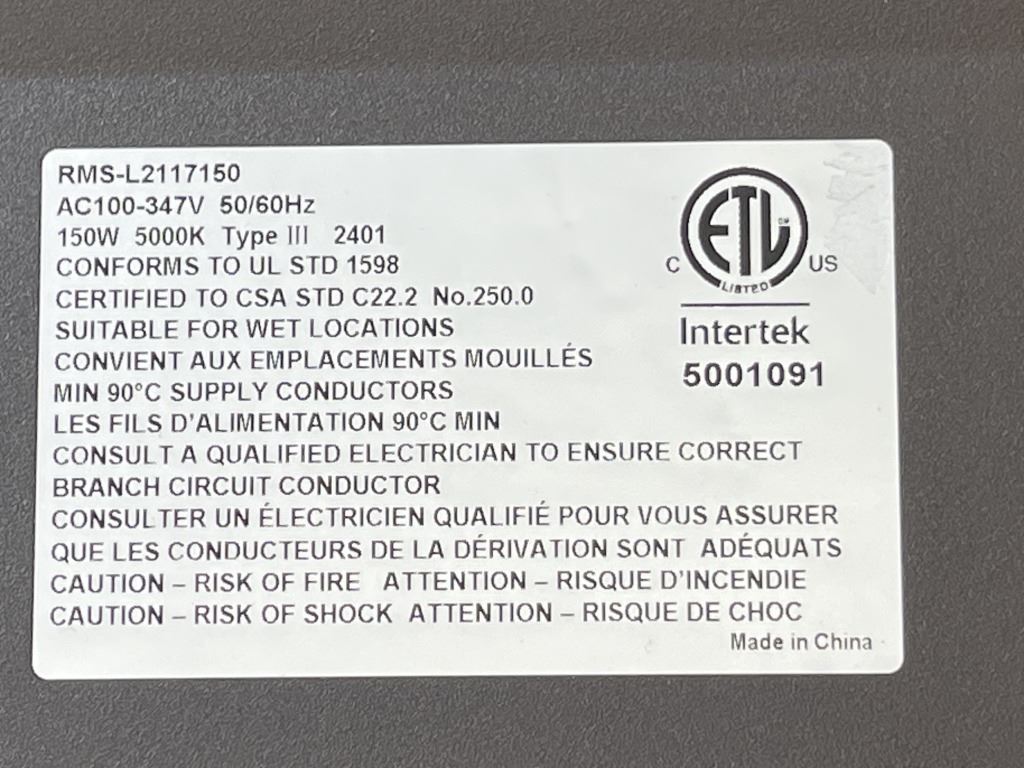 RMS-L2117150
AC100-347V 50/60Hz
150W 5000K Type III 2401
CONFORMS TO UL STD 1598
CERTIFIED TO CSA STD C22.2 No.250.0
SUITABLE FOR WET LOCATIONS
CONVIENT AUX EMPLACEMENTS MOUILLÉS
MIN 90°C SUPPLY CONDUCTORS
LES FILS D'ALIMENTATION 90°C MIN
CONSULT A QUALIFIED ELECTRICIAN TO ENSURE CORRECT
BRANCH CIRCUIT CONDUCTOR
CONSULTER UN ÉLECTRICIEN QUALIFIÉ POUR VOUS ASSURER
QUE LES CONDUCTEURS DE LA DÉRIVATION SONT ADÉQUATS
CAUTION – RISK OF FIRE ATTENTION – RISQUE D'INCENDIE
CAUTION – RISK OF SHOCK ATTENTION – RISQUE DE CHOC
Made in China
ETL
C US
LISTED
Intertek
5001091